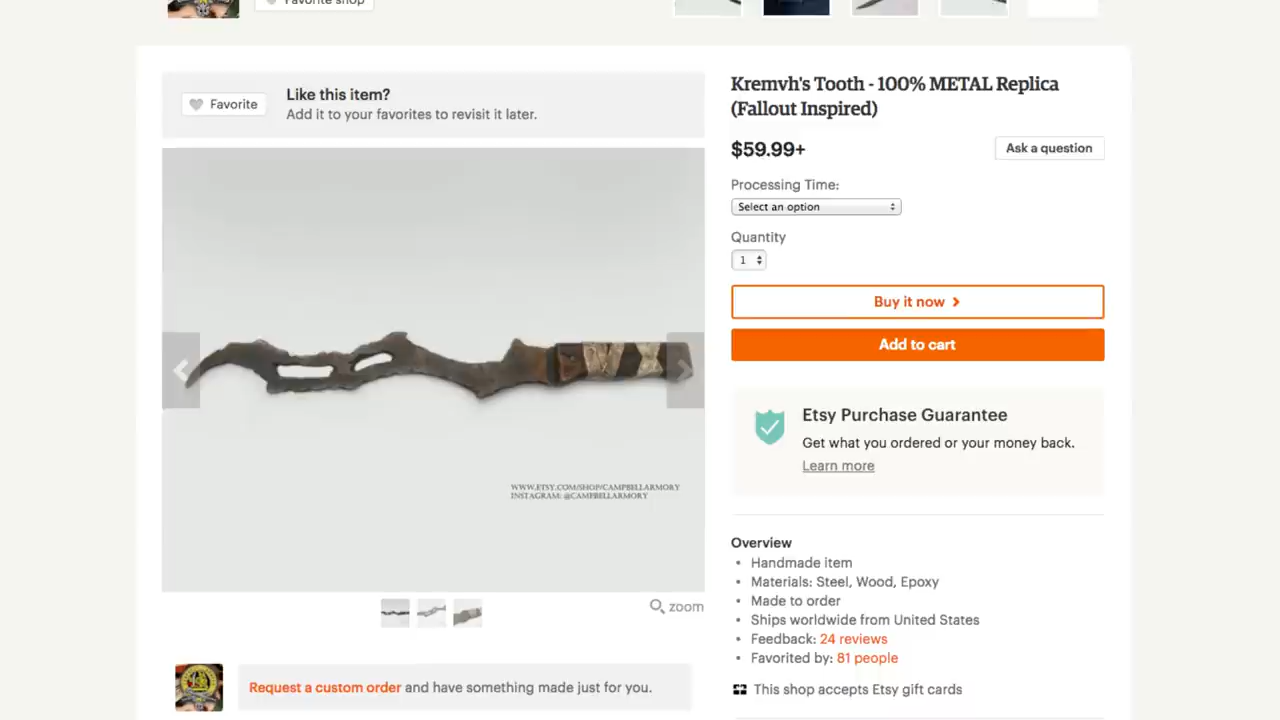 Favorite shop
Favorite
Like this item?
Add it to your favorites to revisit it later.
WWW.ETSY.COM/SHOP/CAMPBELLARMORY
INSTAGRAM: @CAMPBELLARMORY
zoom
Request a custom order and have something made just for you.
Kremvh's Tooth - 100% METAL Replica
(Fallout Inspired)
$59.99+
Ask a question
Processing Time:
Select an option
Quantity
1
Buy it now
Add to cart
Etsy Purchase Guarantee
Get what you ordered or your money back.
Learn more
Overview
• Handmade item
• Materials: Steel, Wood, Epoxy
• Made to order
• Ships worldwide from United States
• Feedback: 24 reviews
• Favorited by: 81 people
This shop accepts Etsy gift cards